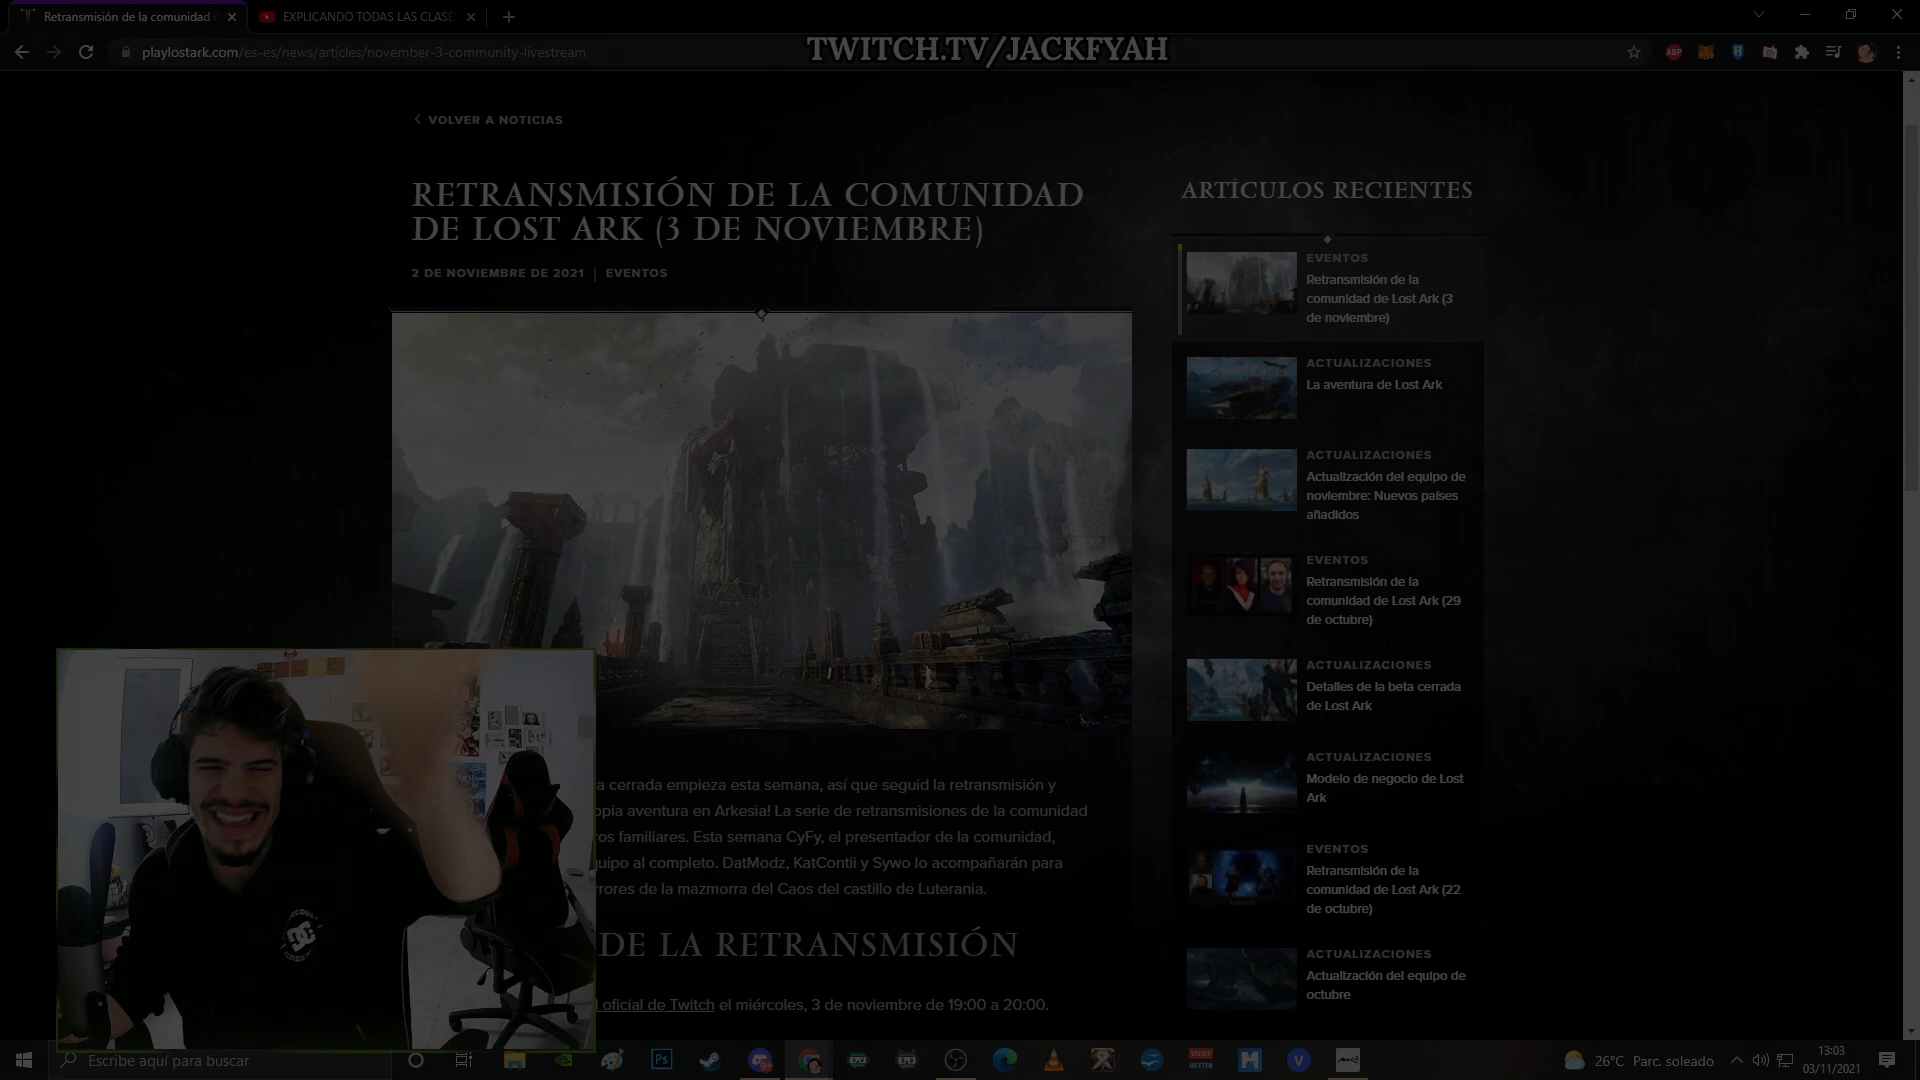 Retransmisión de la comunidad
EXPLICANDO TODAS LAS CLASE
playlostark.com/es-es/news/articles/november-3-community-livestream
TWITCH.TV/JACKFYAH
ABP
VOLVER A NOTICIAS
RETRANSMISIÓN DE LA COMUNIDAD
DE LOST ARK (3 DE NOVIEMBRE)
2 DE NOVIEMBRE DE 2021 | EVENTOS
cerrada empieza esta semana, así que seguid la retransmisión y
aventura en Arkesia! La serie de retransmisiones de la comunidad
familiares. Esta semana CyFy, el presentador de la comunidad,
al completo. DatModz, KatContii y Sywo lo acompañarán para
de la mazmorra del Caos del castillo de Luterania.
DE LA RETRANSMISIÓN
oficial de Twitch el miércoles, 3 de noviembre de 19:00 a 20:00.
ARTÍCULOS RECIENTES
EVENTOS
Retransmisión de la
comunidad de Lost Ark (3
de noviembre)
ACTUALIZACIONES
La aventura de Lost Ark
ACTUALIZACIONES
Actualización del equipo de
noviembre: Nuevos países
añadidos
EVENTOS
Retransmisión de la
comunidad de Lost Ark (29
de octubre)
ACTUALIZACIONES
Detalles de la beta cerrada
de Lost Ark
ACTUALIZACIONES
Modelo de negocio de Lost
Ark
EVENTOS
Retransmisión de la
comunidad de Lost Ark (22
de octubre)
ACTUALIZACIONES
Actualización del equipo de
octubre
DC
Escribe aquí para buscar
Ps
26°C Parc. soleado
13:03
03/11/2021